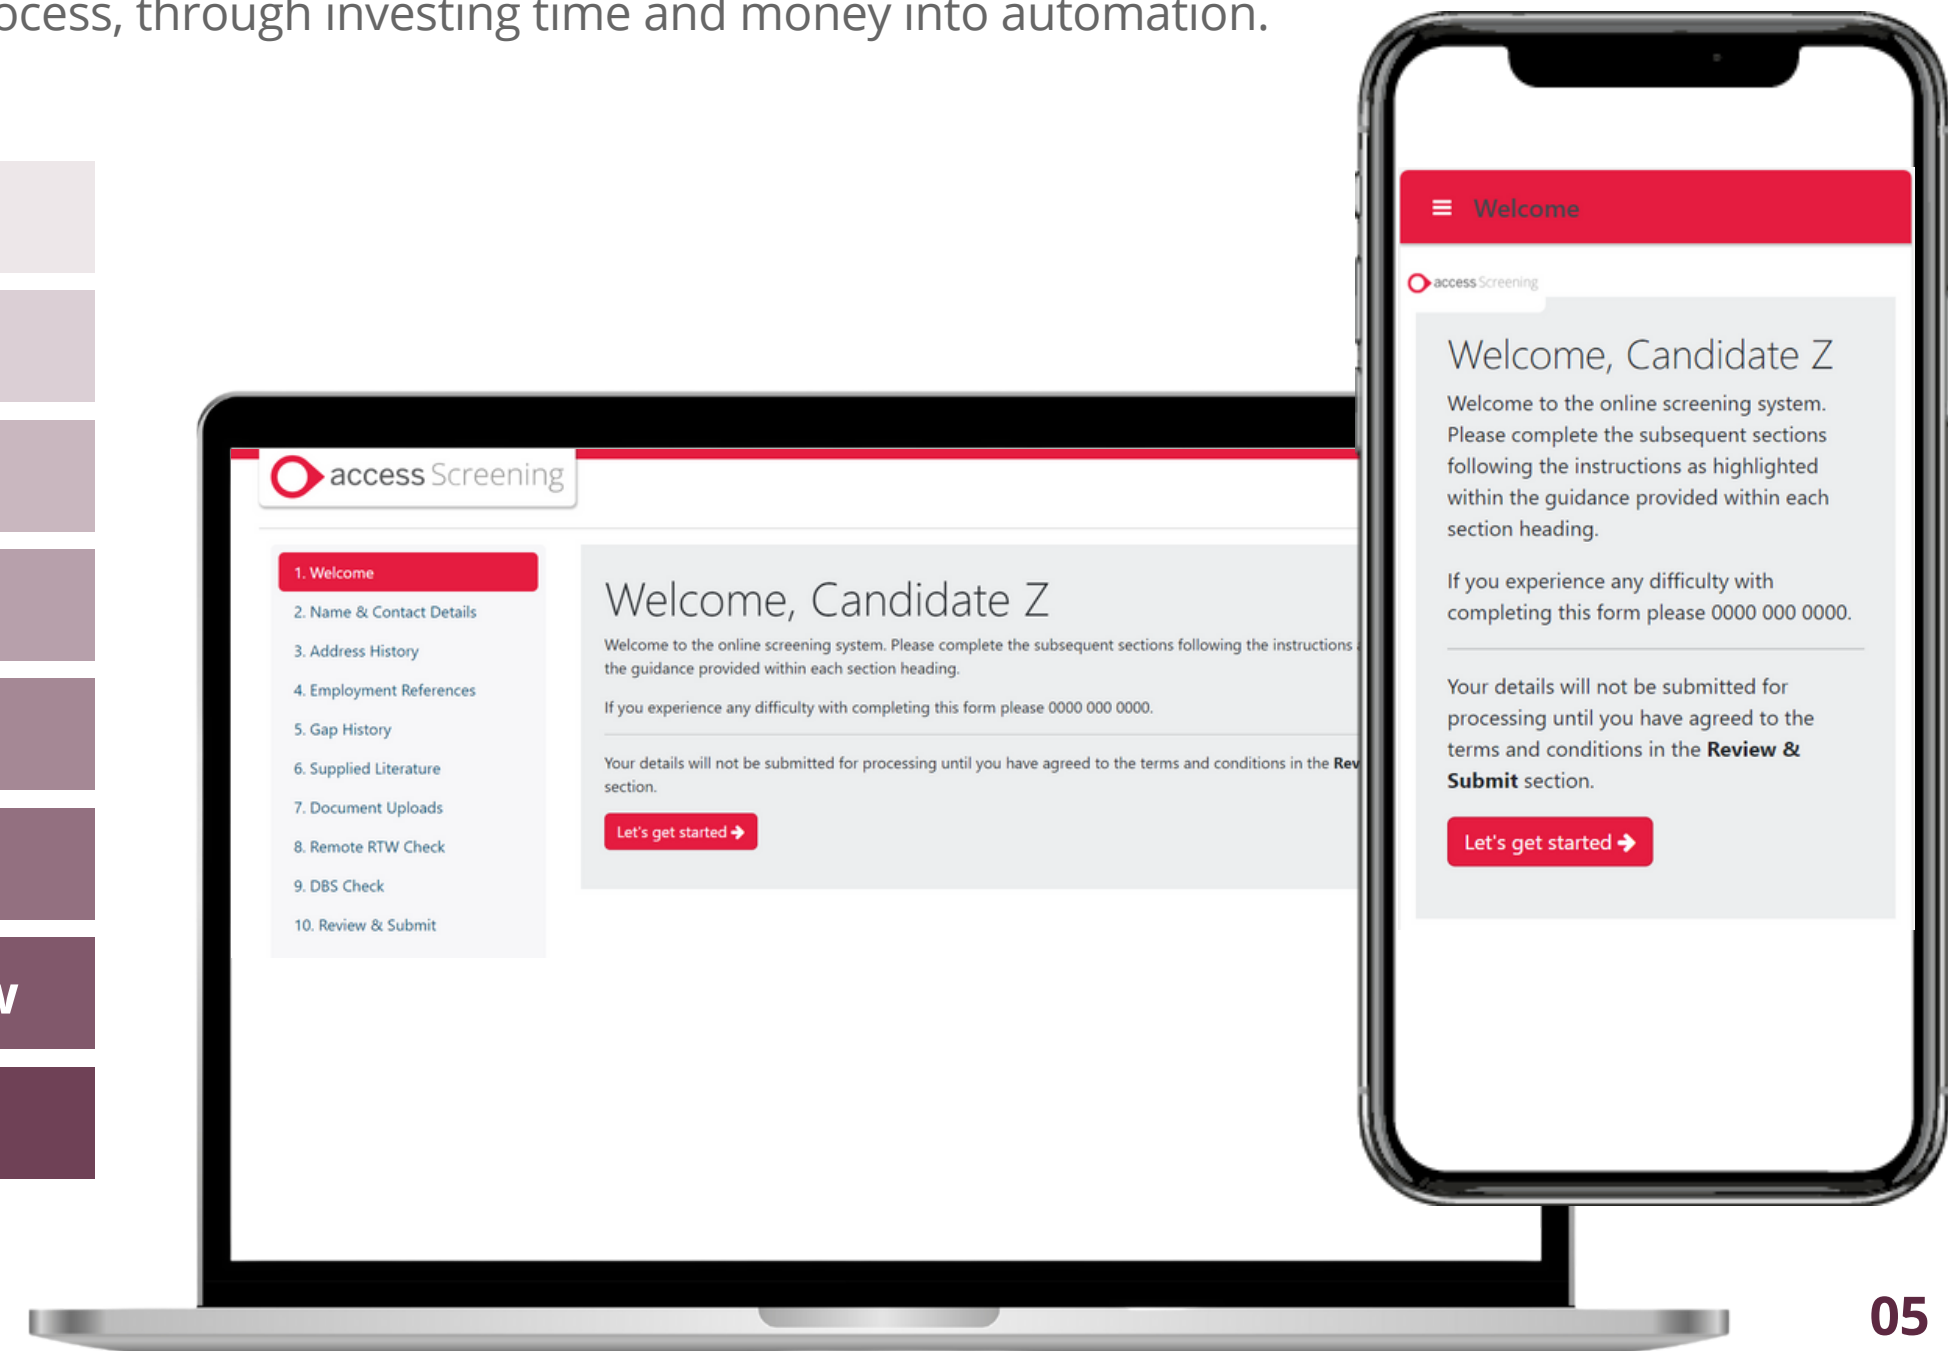 through investing time and money into automation.
access Screening
1. Welcome
2. Name & Contact Details
3. Address History
4. Employment References
5. Gap History
6. Supplied Literature
7. Document Uploads
8. Remote RTW Check
9. DBS Check
10. Review & Submit
Welcome, Candidate Z
Welcome to the online screening system. Please complete the subsequent sections following the instructions
the guidance provided within each section heading.
If you experience any difficulty with completing this form please 0000 000 0000.
Your details will not be submitted for processing until you have agreed to the terms and conditions in the Rev
section.
Let's get started
Welcome
access Screening
Welcome, Candidate Z
Welcome to the online screening system.
Please complete the subsequent sections
following the instructions as highlighted
within the guidance provided within each
section heading.
If you experience any difficulty with
completing this form please 0000 000 0000.
Your details will not be submitted for
processing until you have agreed to the
terms and conditions in the Review &
Submit section.
Let's get started
05